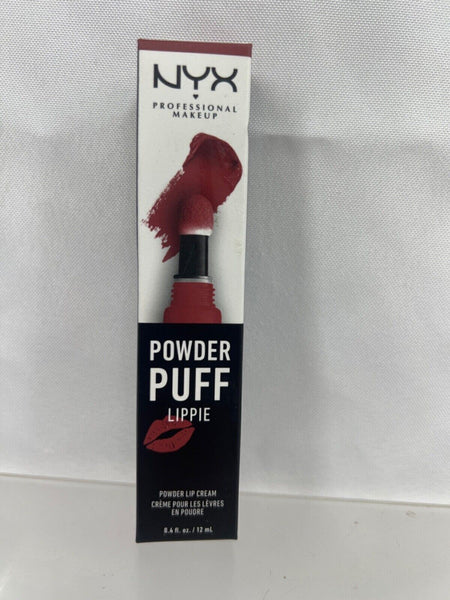 NYX
PROFESSIONAL
MAKEUP
POWDER
PUFF
LIPPIE
POWDER LIP CREAM
CRÈME POUR LES LÈVRES
EN POUDRE
0.4 fl. oz. / 12 mL